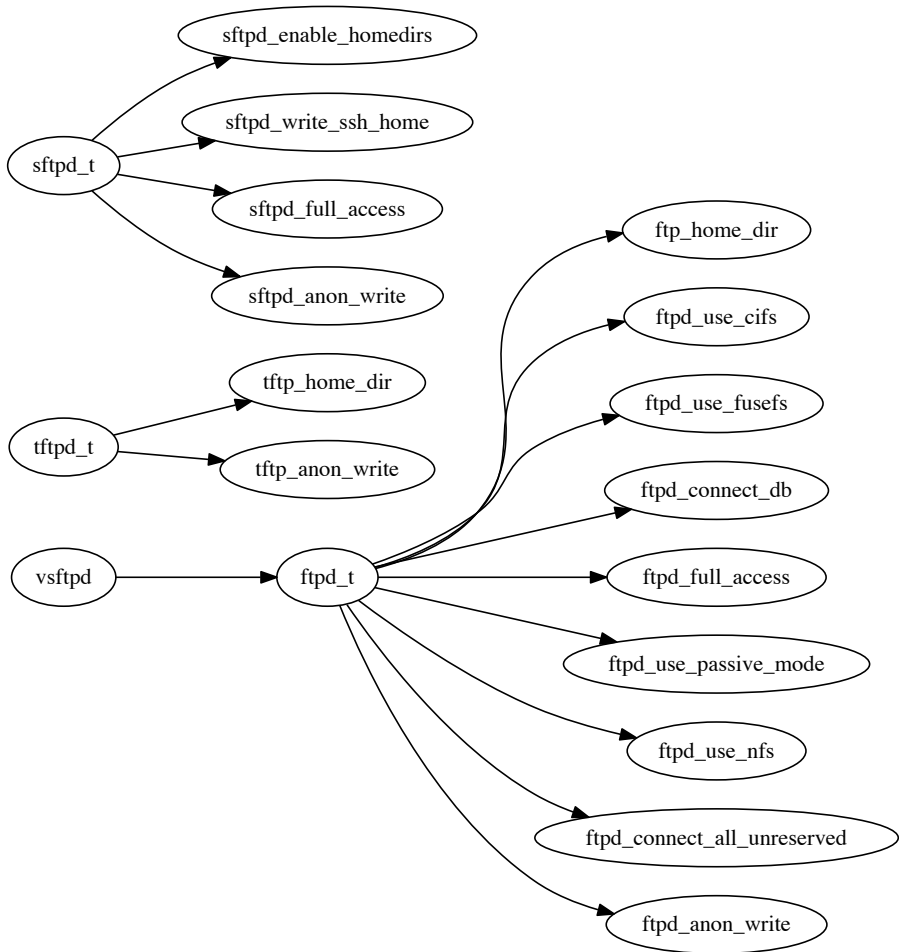 sftpd_enable_homedirs
sftpd_write_ssh_home
sftpd_t
sftpd_full_access
ftp_home_dir
sftpd_anon_write
ftpd_use_cifs
tftp_home_dir
ftpd_use_fusefs
tftpd_t
tftp_anon_write
ftpd_connect_db
vsftpd
ftpd_t
ftpd_full_access
ftpd_use_passive_mode
ftpd_use_nfs
ftpd_connect_all_unreserved
ftpd_anon_write